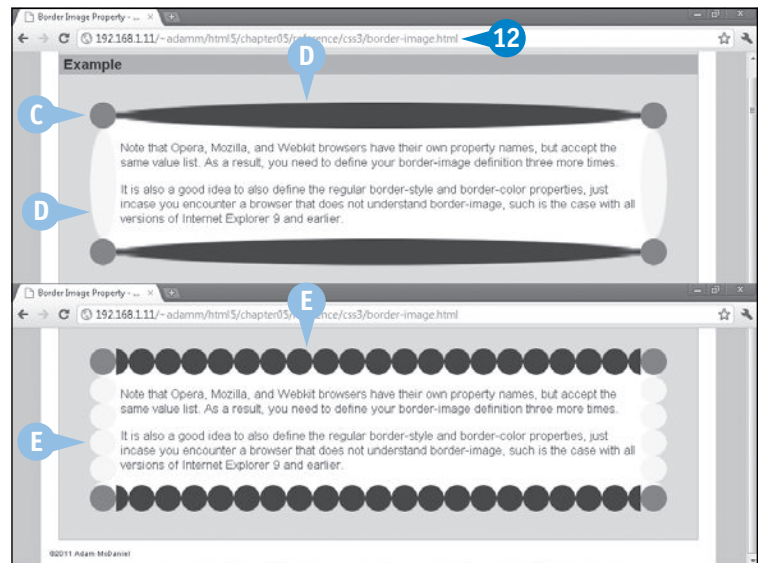 Border Image Property - ...
192.168.1.11/~adamm/html5/chapter05/reference/css3/border-image.html
12
Example
D
C
Note that Opera, Mozilla, and Webkit browsers have their own property names, but accept the
same value list. As a result, you need to define your border-image definition three more times.
It is also a good idea to also define the regular border-style and border-color properties, just
D
incase you encounter a browser that does not understand border-image, such is the case with all
versions of Internet Explorer 9 and earlier.
Border Image Property - ...
E
192.168.1.11/~adamm/html5/chapter05/reference/css3/border-image.html
Note that Opera, Mozilla, and Webkit browsers have their own property names, but accept the
same value list. As a result, you need to define your border-image definition three more times.
E
It is also a good idea to also define the regular border-style and border-color properties, just
incase you encounter a browser that does not understand border-image, such is the case with all
versions of Internet Explorer 9 and earlier.
©2011 Adam McDaniel